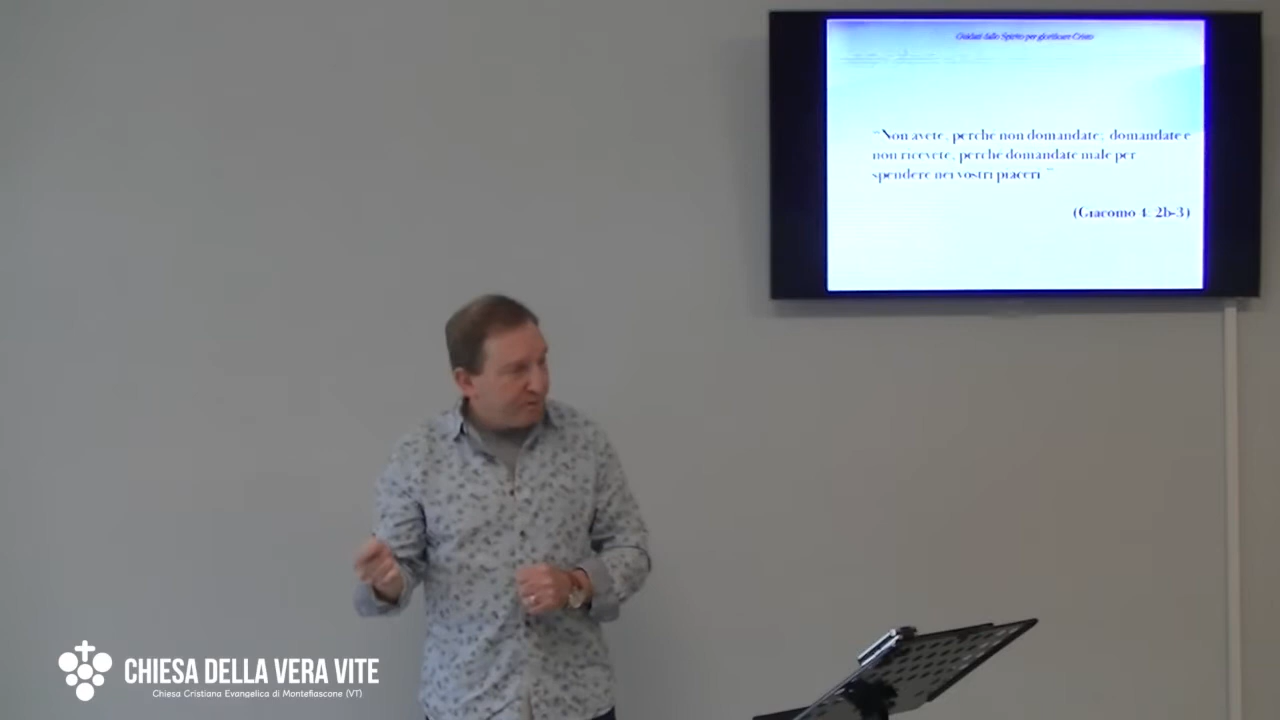 Guidati dallo Spirito per glorificare Cristo
"Non avete, perché non domandate; domandate e
non ricevete, perché domandate male per
spendere nei vostri piaceri."
(Giacomo 4: 2b-3)
CHIESA DELLA VERA VITE
Chiesa Cristiana Evangelica di Montefiascone (VT)